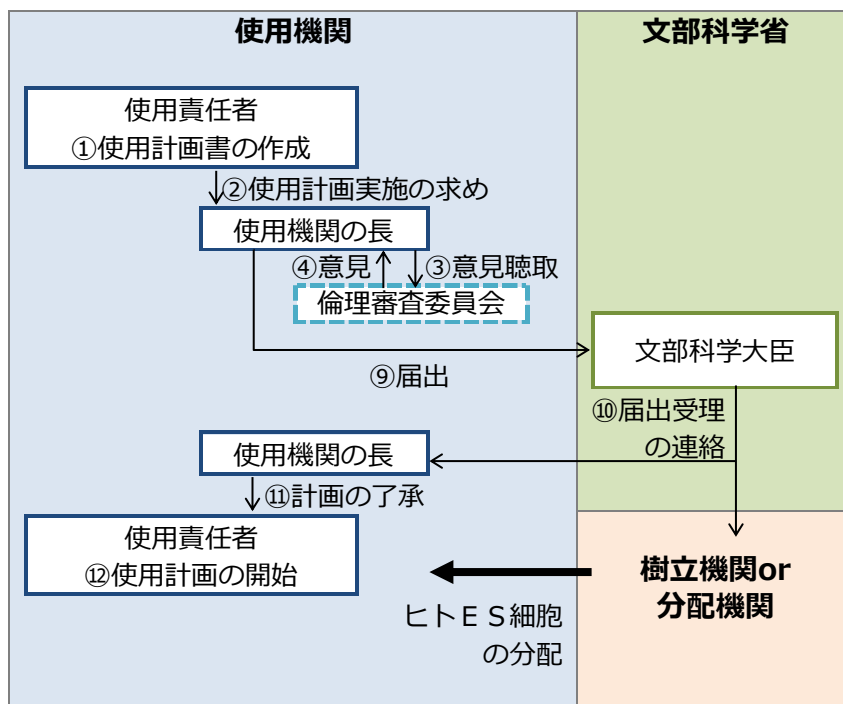 使用機関
文部科学省
使用責任者
①使用計画書の作成
②使用計画実施の求め
使用機関の長
④意見
③意見聴取
倫理審査委員会
文部科学大臣
⑨届出
⑩届出受理
の連絡
使用機関の長
⑪計画の了承
使用責任者
⑫使用計画の開始
樹立機関or
分配機関
ヒトES細胞
の分配